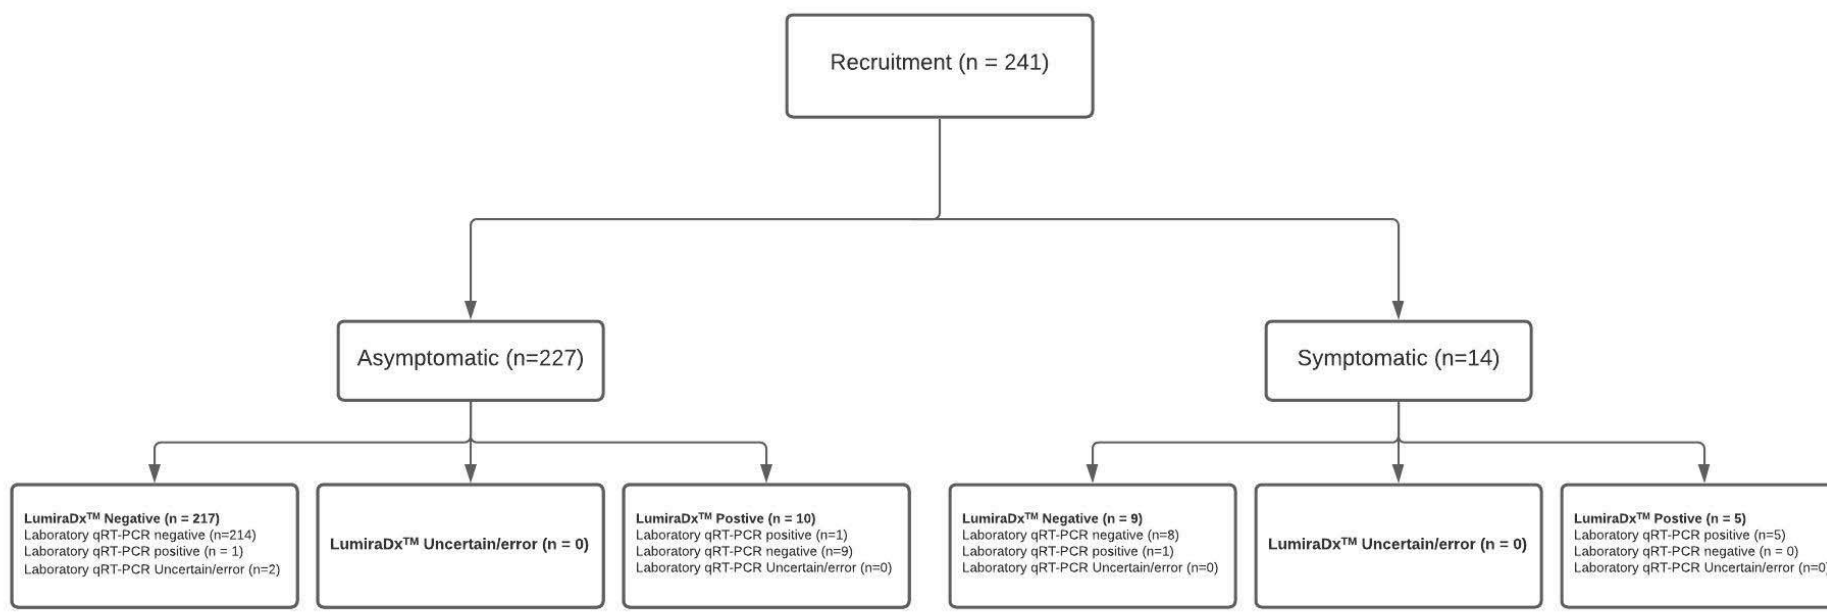 Recruitment (n = 241)
Asymptomatic (n=227)
Symptomatic (n=14)
LumiraDx™ Negative (n = 217)
Laboratory qRT-PCR negative (n=214)
Laboratory qRT-PCR positive (n = 1)
Laboratory qRT-PCR Uncertain/error (n=2)
LumiraDx™ Uncertain/error (n = 0)
LumiraDx™ Postive (n = 10)
Laboratory qRT-PCR positive (n=1)
Laboratory qRT-PCR negative (n=9)
Laboratory qRT-PCR Uncertain/error (n=0)
LumiraDx™ Negative (n = 9)
Laboratory qRT-PCR negative (n=8)
Laboratory qRT-PCR positive (n=1)
Laboratory qRT-PCR Uncertain/error (n=0)
LumiraDx™ Uncertain/error (n = 0)
LumiraDx™ Postive (n = 5)
Laboratory qRT-PCR positive (n=5)
Laboratory qRT-PCR negative (n = 0)
Laboratory qRT-PCR Uncertain/error (n=0)